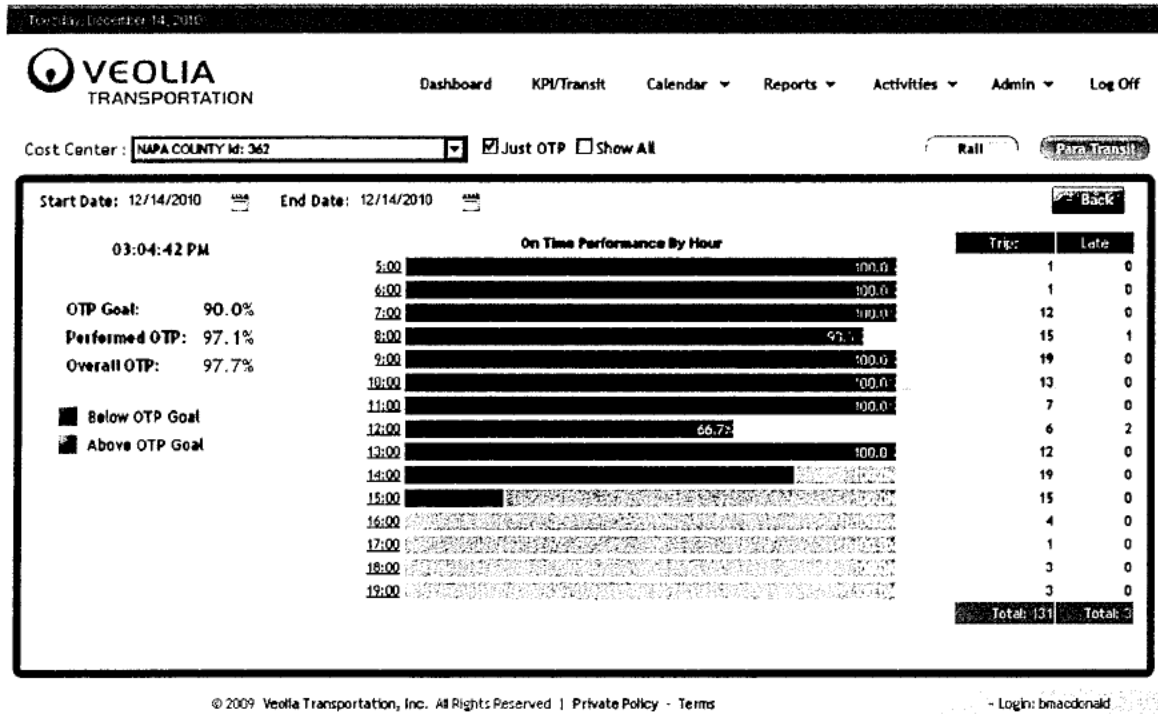 Tuesday, December 14, 2010
VEOLIA
TRANSPORTATION
Dashboard KPI/Transit Calendar Reports Activities Admin Log Off
Cost Center : NAPA COUNTY Id: 362 Just OTP Show All Rail Para Transit
Start Date: 12/14/2010 End Date: 12/14/2010 Back
03:04:42 PM
OTP Goal: 90.0%
Performed OTP: 97.1%
Overall OTP: 97.7%
Below OTP Goal
Above OTP Goal
On Time Performance By Hour Trips Late
5:00 100.0 1 0
6:00 100.0 1 0
7:00 100.0 12 0
8:00 15 1
9:00 100.0 19 0
10:00 100.0 13 0
11:00 100.0 7 0
12:00 66.7% 6 2
13:00 100.0 12 0
14:00 19 0
15:00 15 0
16:00 4 0
17:00 1 0
18:00 3 0
19:00 3 0
Total: 131 Total: 3
© 2009 Veolia Transportation, Inc. All Rights Reserved | Private Policy - Terms - Login: bmacdonald